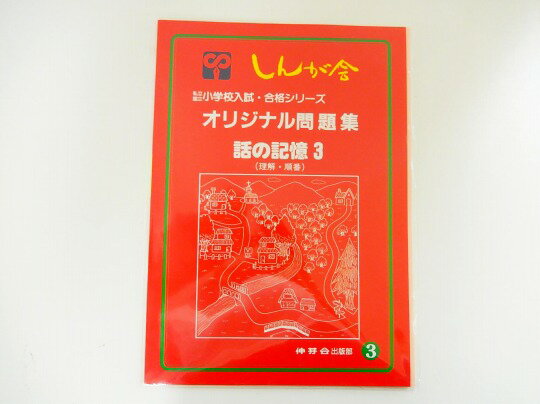 しんが会
私立 国立 小学校入試・合格シリーズ
オリジナル問題集
話の記憶3
(理解・順番)
伸芽会出版部 3